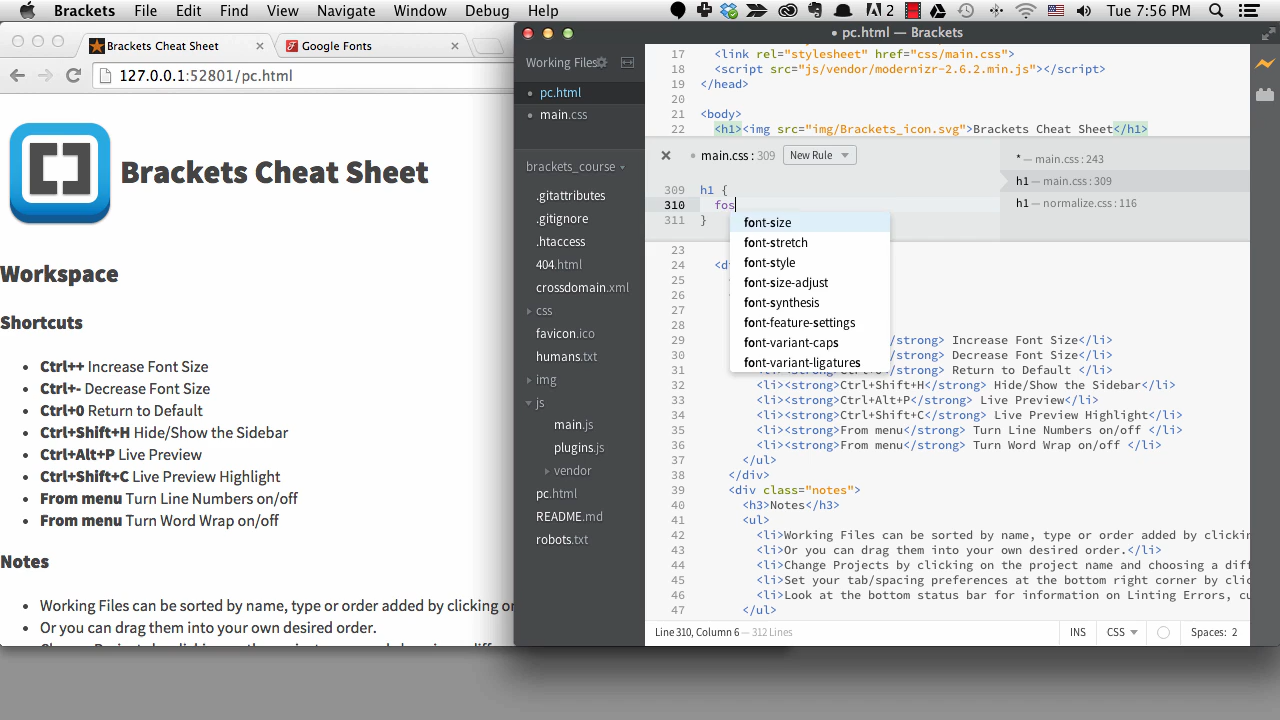 Brackets File Edit Find View Navigate Window Debug Help
2 Tue 7:56 PM
Brackets Cheat Sheet × Google Fonts ×
127.0.0.1:52801/pc.html
Brackets Cheat Sheet
Workspace
Shortcuts
• Ctrl++ Increase Font Size
• Ctrl+- Decrease Font Size
• Ctrl+0 Return to Default
• Ctrl+Shift+H Hide/Show the Sidebar
• Ctrl+Alt+P Live Preview
• Ctrl+Shift+C Live Preview Highlight
• From menu Turn Line Numbers on/off
• From menu Turn Word Wrap on/off
Notes
• Working Files can be sorted by name, type or order added by clicking
• Or you can drag them into your own desired order.
• pc.html — Brackets
Working Files
• pc.html
• main.css
brackets_course
.gitattributes
.gitignore
.htaccess
404.html
crossdomain.xml
css
favicon.ico
humans.txt
img
js
main.js
plugins.js
vendor
pc.html
README.md
robots.txt
17 <link rel="stylesheet" href="css/main.css">
18 <script src="js/vendor/modernizr-2.6.2.min.js"></script>
19 </head>
20
21 <body>
22 <h1><img src="img/Brackets_icon.svg">Brackets Cheat Sheet</h1>
× • main.css : 309 New Rule
309 h1 {
310 fos
311 }
* — main.css : 243
h1 — main.css : 309
h1 — normalize.css : 116
font-size
font-stretch
font-style
font-size-adjust
font-synthesis
font-feature-settings
font-variant-caps
font-variant-ligatures
23
24 <d
25
26
27
28
29 /strong> Increase Font Size</li>
30 /strong> Decrease Font Size</li>
31 /strong> Return to Default </li>
32 <li><strong>Ctrl+Shift+H</strong> Hide/Show the Sidebar</li>
33 <li><strong>Ctrl+Alt+P</strong> Live Preview</li>
34 <li><strong>Ctrl+Shift+C</strong> Live Preview Highlight</li>
35 <li><strong>From menu</strong> Turn Line Numbers on/off </li>
36 <li><strong>From menu</strong> Turn Word Wrap on/off </li>
37 </ul>
38 </div>
39 <div class="notes">
40 <h3>Notes</h3>
41 <ul>
42 <li>Working Files can be sorted by name, type or order added by clickin
43 <li>Or you can drag them into your own desired order.</li>
44 <li>Change Projects by clicking on the project name and choosing a diff
45 <li>Set your tab/spacing preferences at the bottom right corner by clic
46 <li>Look at the bottom status bar for information on Linting Errors, cu
47 </ul>
Line 310, Column 6 — 312 Lines INS CSS Spaces: 2